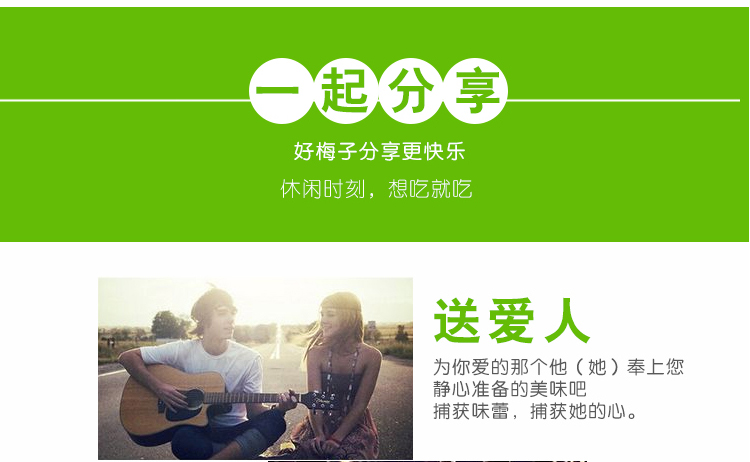 一起分享
好梅子分享更快乐
休闲时刻，想吃就吃
送爱人
为你爱的那个他（她）奉上您
静心准备的美味吧
捕获味蕾，捕获她的心。